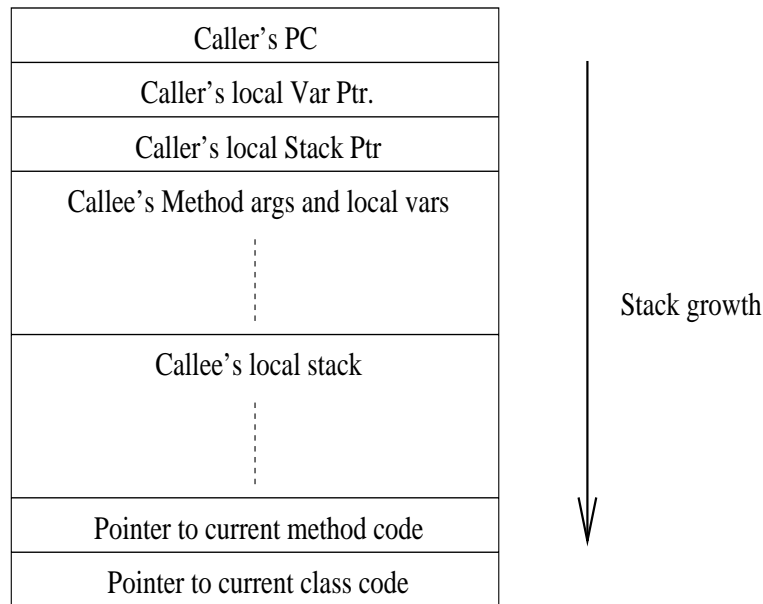 Caller's PC
Caller's local Var Ptr.
Caller's local Stack Ptr
Callee's Method args and local vars
Stack growth
Callee's local stack
Pointer to current method code
Pointer to current class code